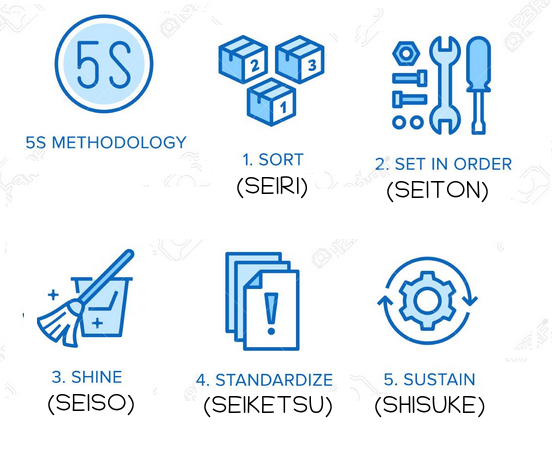 5S
5S METHODOLOGY
2
3
1
1. SORT
(SEIRI)
2. SET IN ORDER
(SEITON)
3. SHINE
(SEISO)
4. STANDARDIZE
(SEIKETSU)
5. SUSTAIN
(SHISUKE)